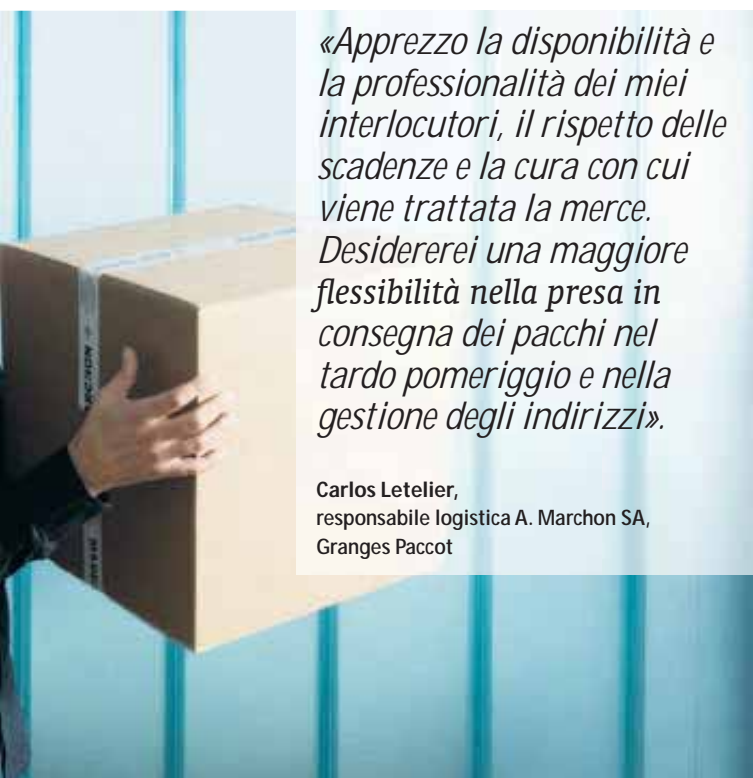 «Apprezzo la disponibilità e
la professionalità dei miei
interlocutori, il rispetto delle
scadenze e la cura con cui
viene trattata la merce.
Desidererei una maggiore
flessibilità nella presa in
consegna dei pacchi nel
tardo pomeriggio e nella
gestione degli indirizzi».
Carlos Letelier,
responsabile logistica A. Marchon SA,
Granges Paccot